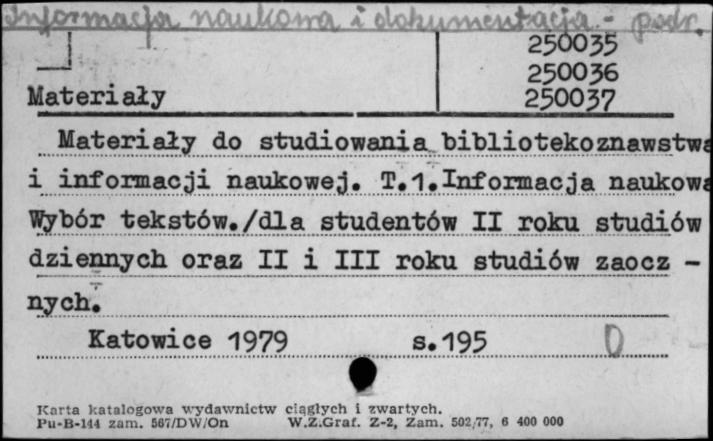 Informacja naukowa i dokumentacja - podr.
250035
250036
Materiały 250037
Materiały do studiowania bibliotekoznawstwa
i informacji naukowej. T.1.Informacja naukowa
Wybór tekstów./dla studentów II roku studiów
dziennych oraz II i III roku studiów zaocz -
nych.
Katowice 1979 s.195 D
Karta katalogowa wydawnictw ciągłych i zwartych.
Pu-B-144 zam. 567/DW/On W.Z.Graf. Z-2, Zam. 502/77, 6 400 000